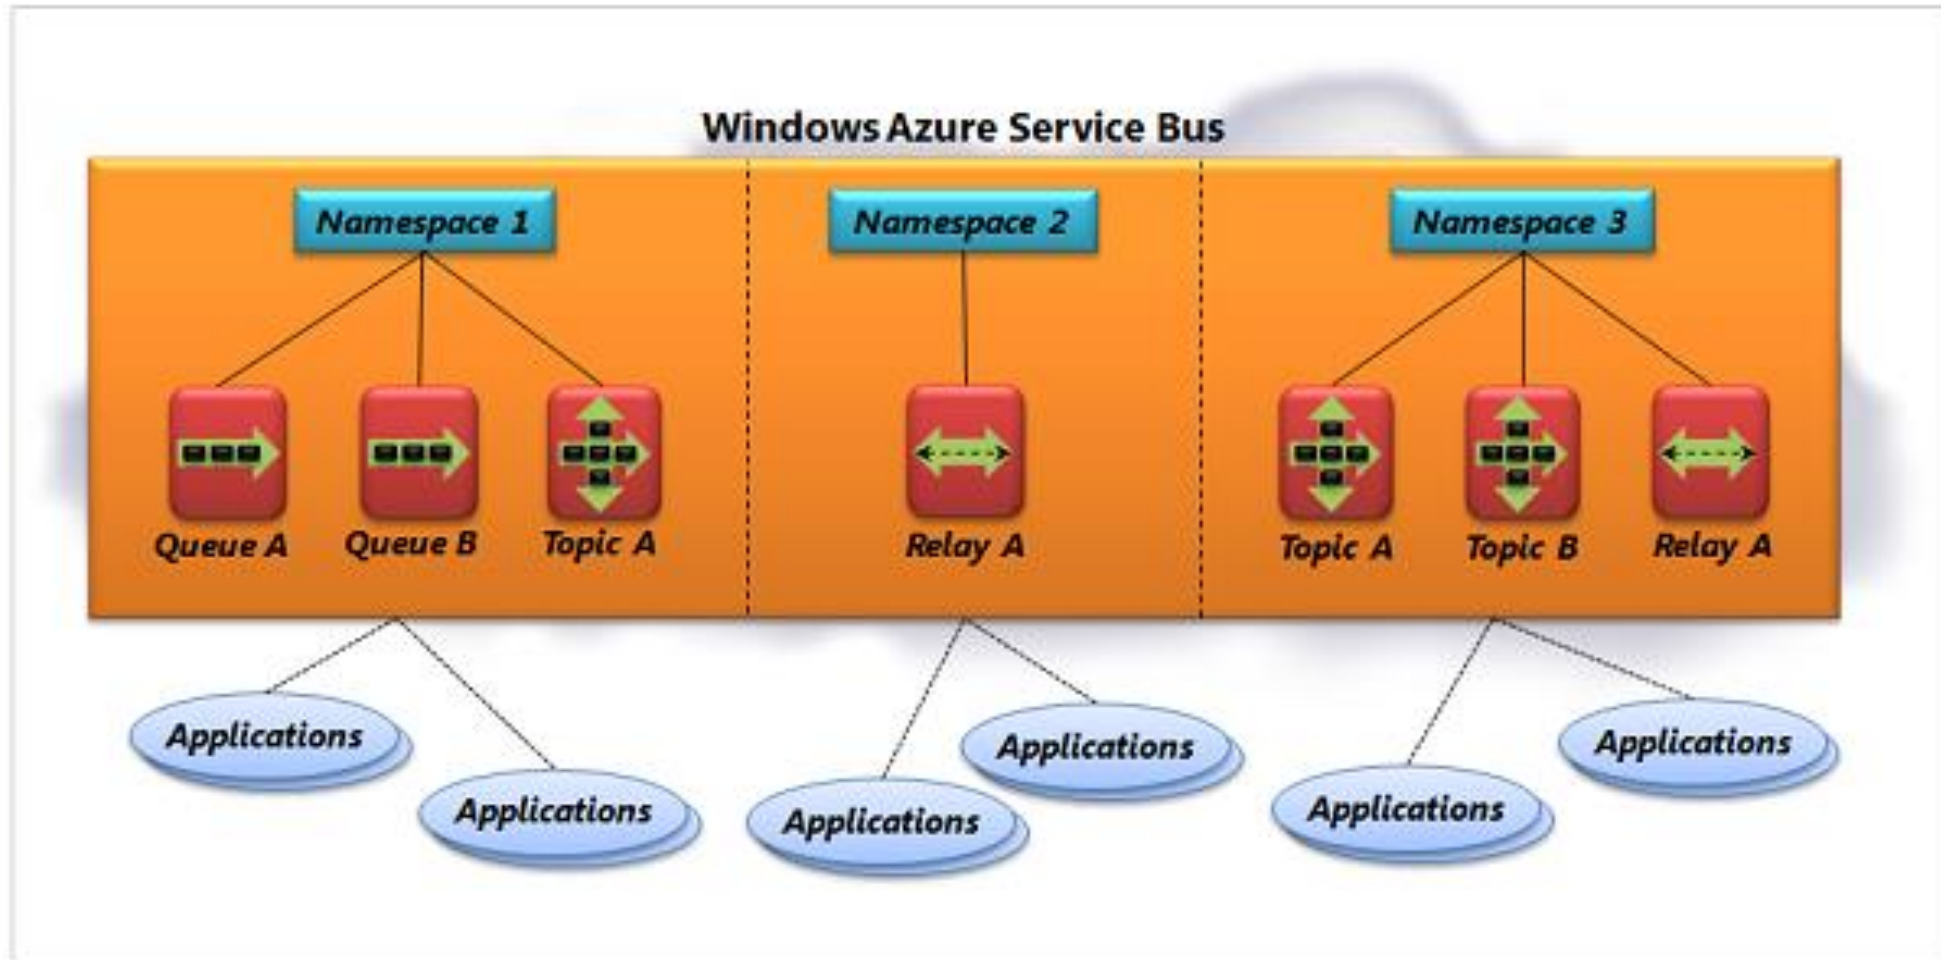 Windows Azure Service Bus
Namespace 1
Namespace 2
Namespace 3
Queue A
Queue B
Topic A
Relay A
Topic A
Topic B
Relay A
Applications
Applications
Applications
Applications
Applications
Applications